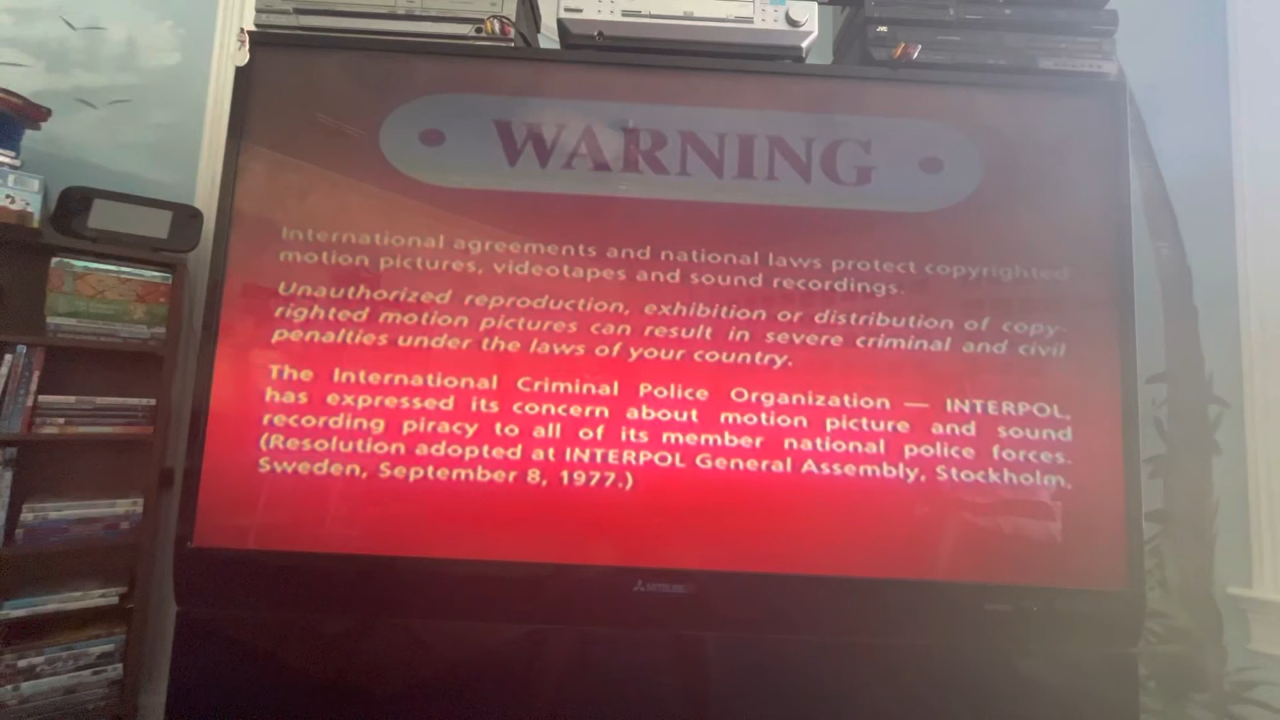 WARNING
International agreements and national laws protect copyrighted
motion pictures, videotapes and sound recordings.
Unauthorized reproduction, exhibition or distribution of copy-
righted motion pictures can result in severe criminal and civil
penalties under the laws of your country.
The International Criminal Police Organization — INTERPOL,
has expressed its concern about motion picture and sound
recording piracy to all of its member national police forces.
(Resolution adopted at INTERPOL General Assembly, Stockholm,
Sweden, September 8, 1977.)
MITSUBISHI
JVC